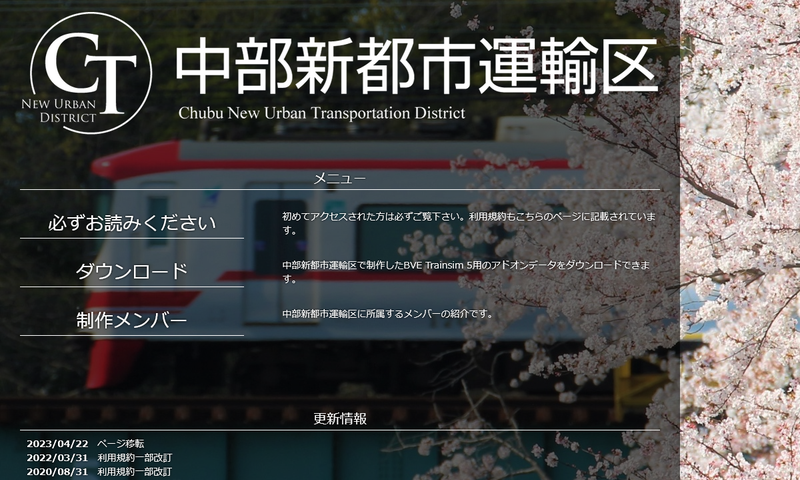 CT
NEW URBAN
DISTRICT
中部新都市運輸区
Chubu New Urban Transportation District
メニュー
必ずお読みください
初めてアクセスされた方は必ずご覧下さい。利用規約もこちらのページに記載されていま
す。
ダウンロード
中部新都市運輸区で制作したBVE Trainsim 5用のアドオンデータをダウンロードできま
す。
制作メンバー
中部新都市運輸区に所属するメンバーの紹介です。
更新情報
2023/04/22 ページ移転
2022/03/31 利用規約一部改訂
2020/08/31 利用規約一部改訂